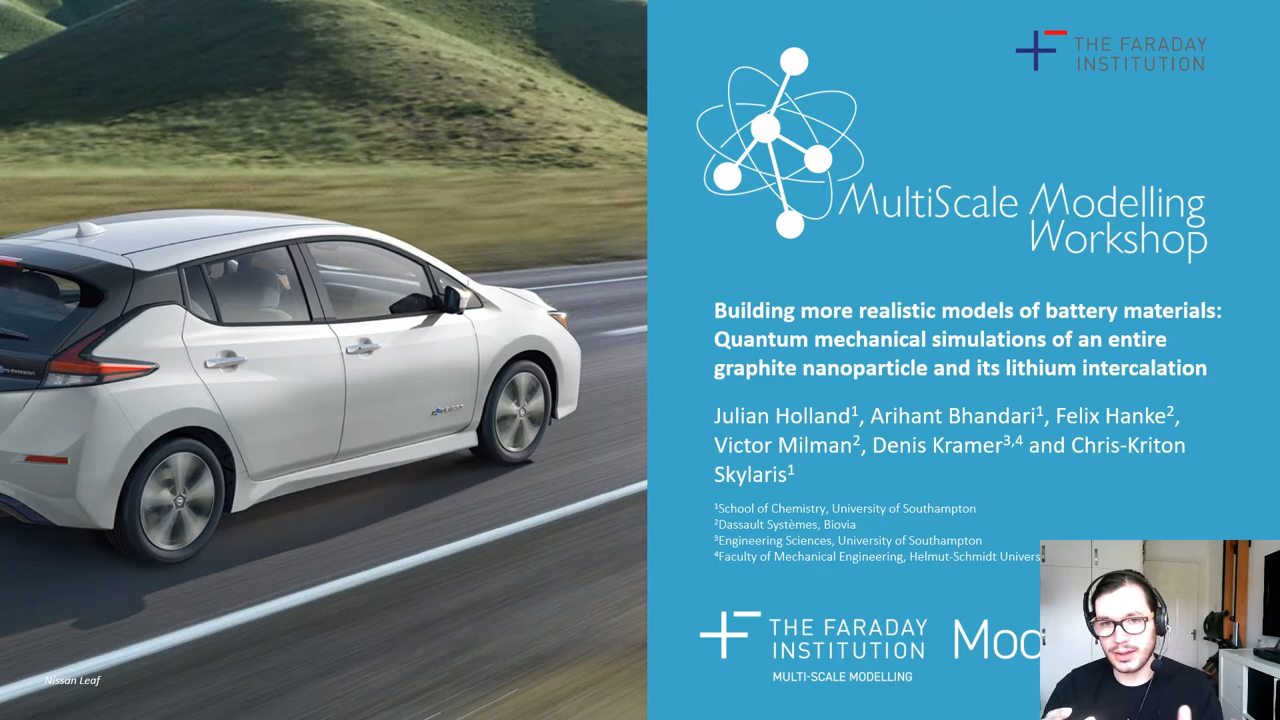 THE FARADAY
INSTITUTION
MultiScale Modelling
Workshop
Building more realistic models of battery materials:
Quantum mechanical simulations of an entire
graphite nanoparticle and its lithium intercalation
Julian Holland¹, Arihant Bhandari¹, Felix Hanke²,
Victor Milman², Denis Kramer³,⁴ and Chris-Kriton
Skylaris¹
¹School of Chemistry, University of Southampton
²Dassault Systèmes, Biovia
³Engineering Sciences, University of Southampton
⁴Faculty of Mechanical Engineering, Helmut-Schmidt Univers
THE FARADAY
INSTITUTION
MULTI-SCALE MODELLING
Moo
Nissan Leaf